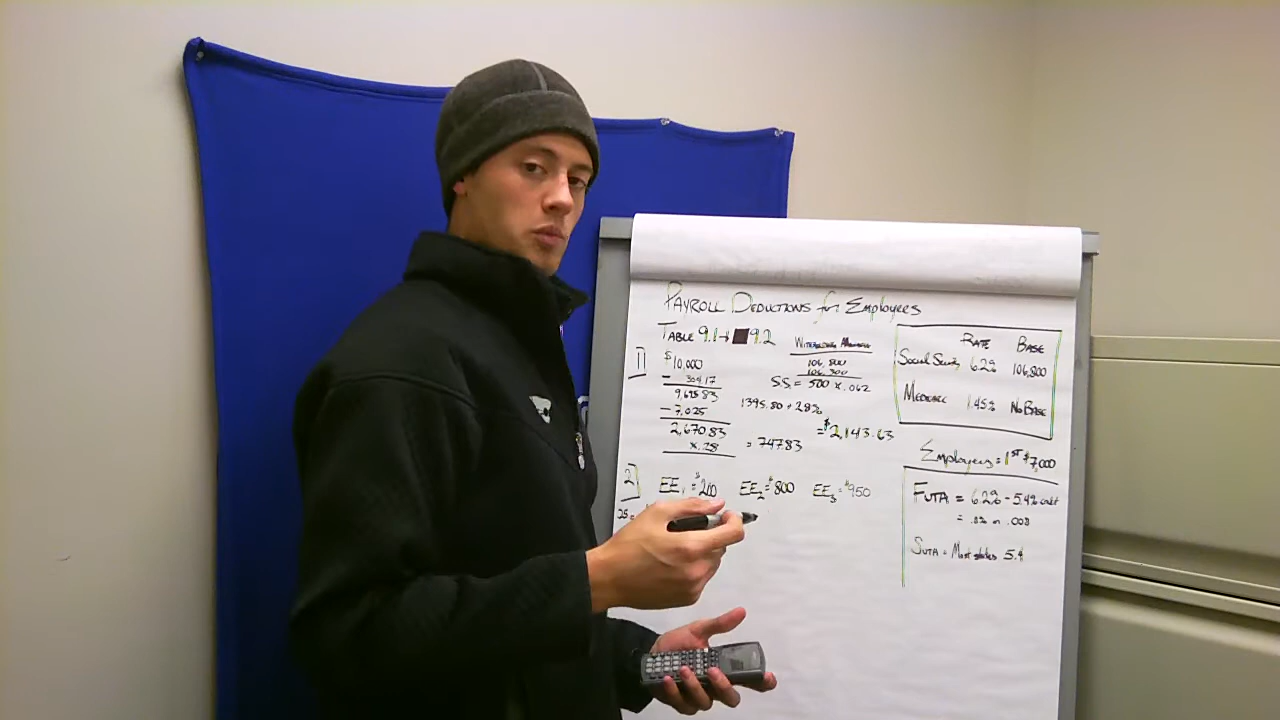 PAYROLL DEDUCTIONS for EMPLOYEES
TABLE 9.1 → 9.2
1)
$10,000
- 304.17
9,695.83
- 7,025
2,670.83
x .28
= 747.83
WITHHOLDING
106,800
106,300
SS. = 500 x .062
1395.80 + 28%
= $2,143.63
RATE BASE
Social Security 6.2% 106,800
MEDICARE 1.45% No BASE
Employers = 1ST $7,000
FUTA = 6.2% - 5.4% credit
= .8% or .008
SUTA = Most states 5.4
2) EE1 = $200 EE2 = $800 EE3 = $950
25 =